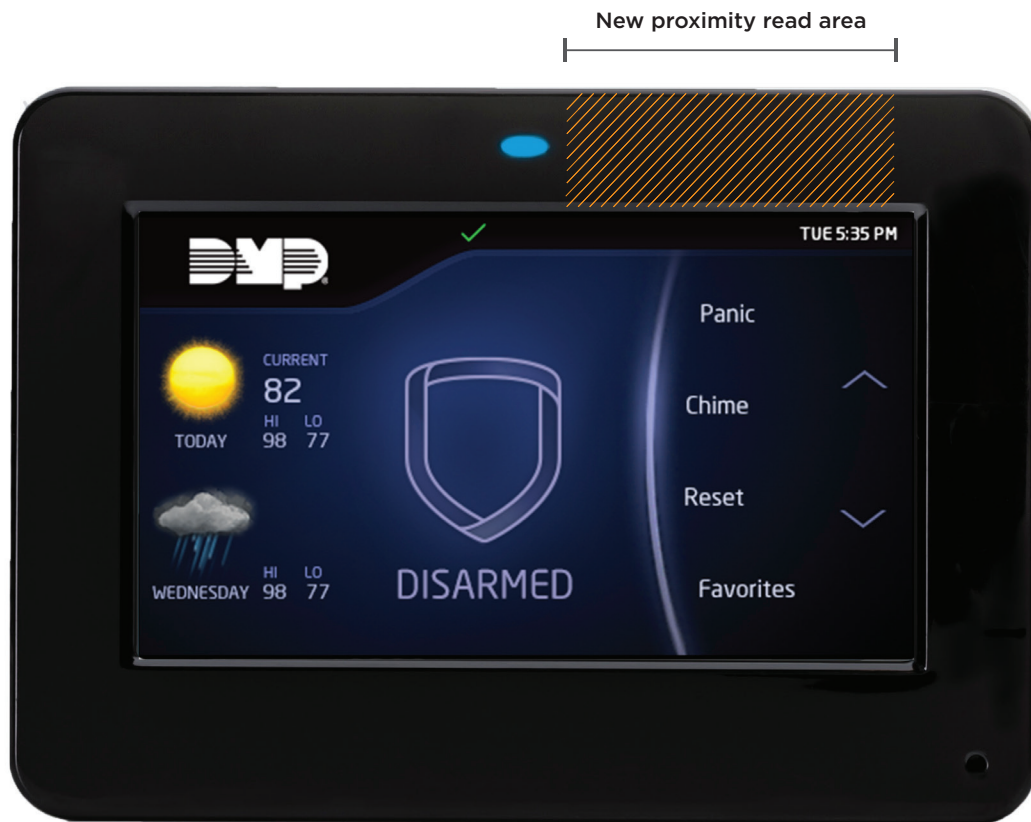 New proximity read area
DMP
TUE 5:35 PM
Panic
CURRENT
82
HI LO
98 77
TODAY
Chime
Reset
HI LO
WEDNESDAY 98 77
DISARMED
Favorites